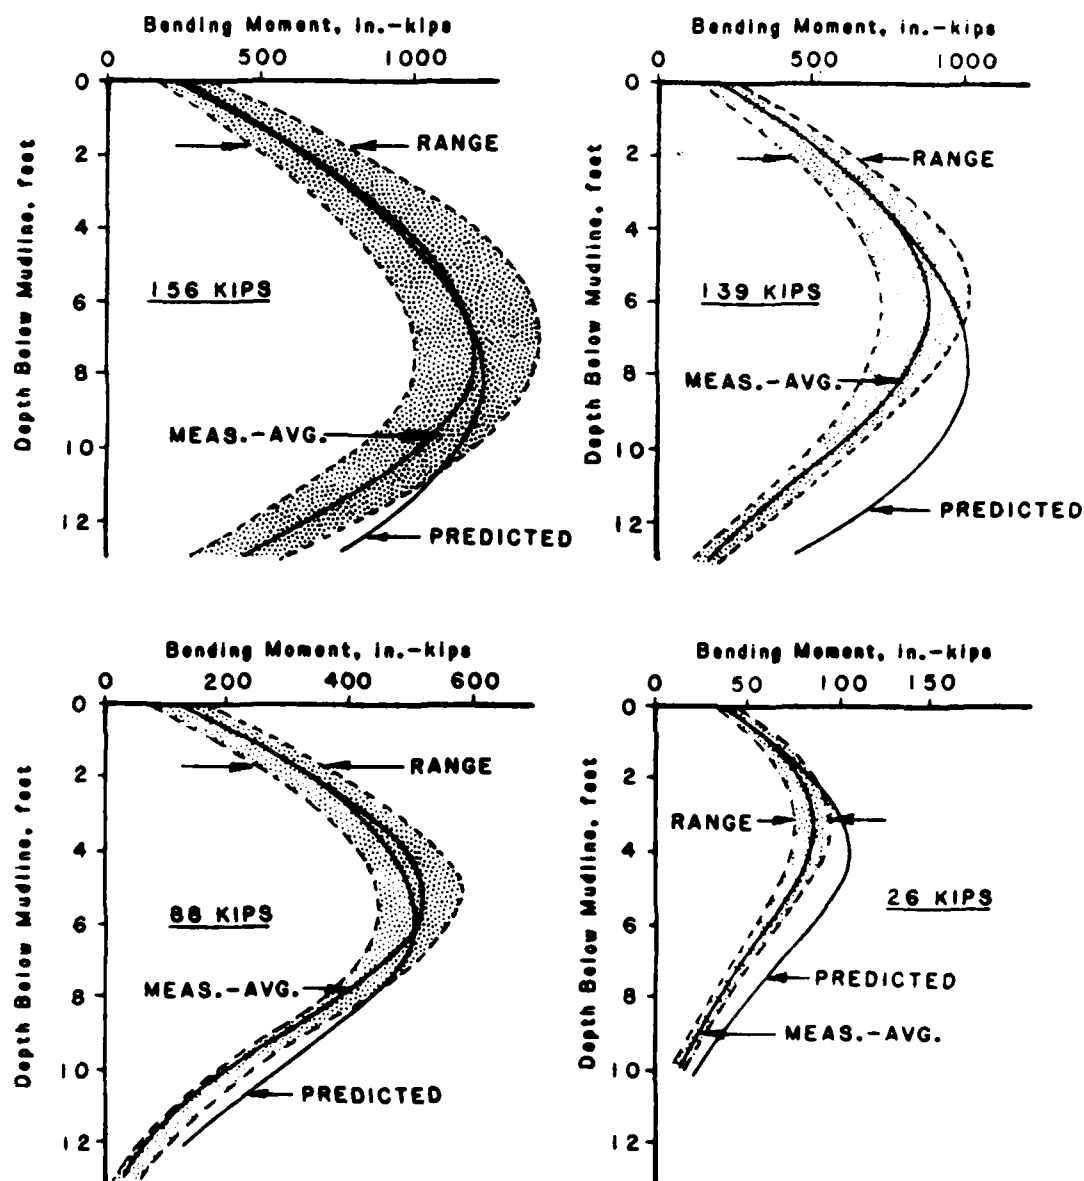 Bending Moment, in.-kips
0 500 1000
Depth Below Mudline, feet
0
2
4
6
8
10
12
RANGE
156 KIPS
MEAS.-AVG.
PREDICTED
Bending Moment, in.-kips
0 500 1000
Depth Below Mudline, feet
0
2
4
6
8
10
12
RANGE
139 KIPS
MEAS.-AVG.
PREDICTED
Bending Moment, in.-kips
0 200 400 600
Depth Below Mudline, feet
0
2
4
6
8
10
12
RANGE
88 KIPS
MEAS.-AVG.
PREDICTED
Bending Moment, in.-kips
0 50 100 150
Depth Below Mudline, feet
0
2
4
6
8
10
12
RANGE
26 KIPS
PREDICTED
MEAS.-AVG.